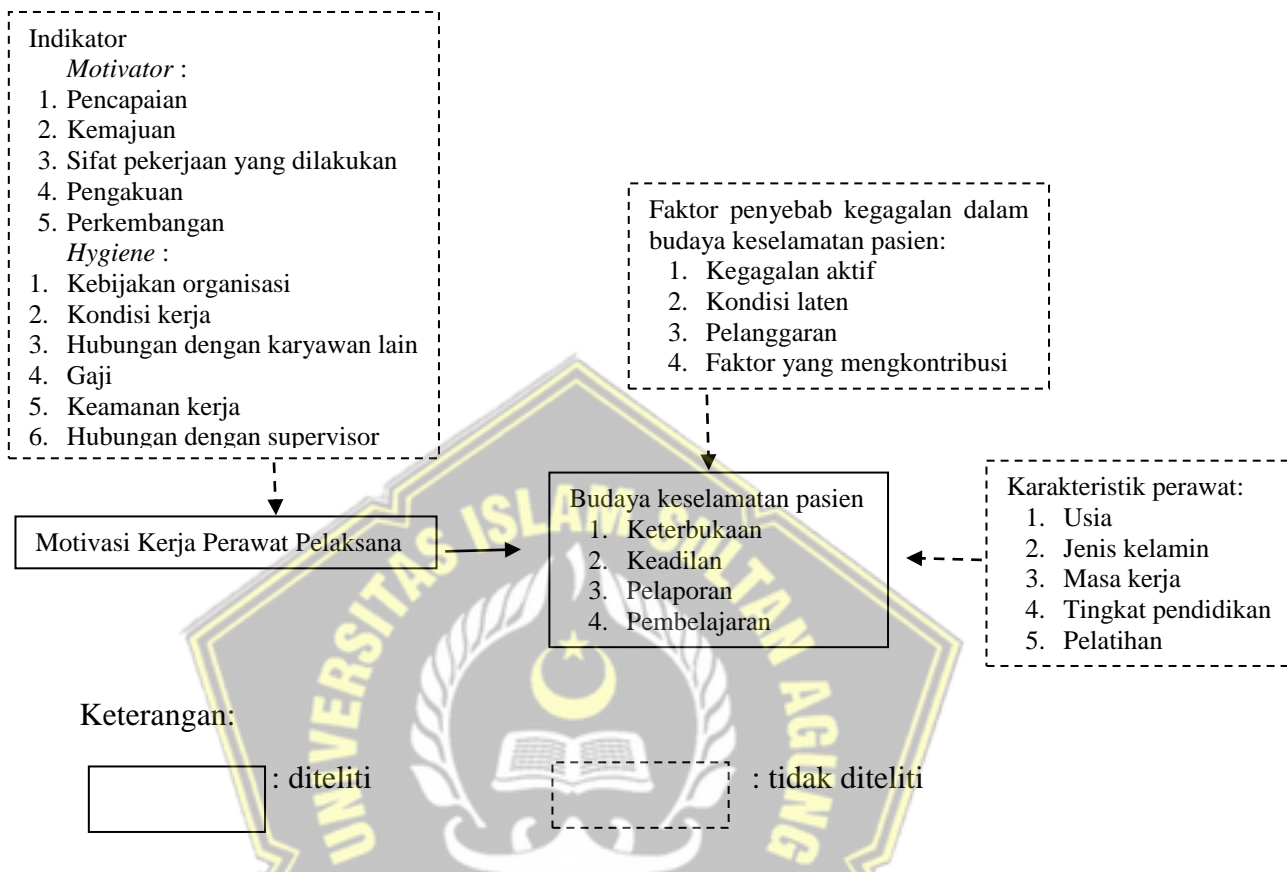 Indikator
Motivator :
1. Pencapaian
2. Kemajuan
3. Sifat pekerjaan yang dilakukan
4. Pengakuan
5. Perkembangan
Hygiene :
1. Kebijakan organisasi
2. Kondisi kerja
3. Hubungan dengan karyawan lain
4. Gaji
5. Keamanan kerja
6. Hubungan dengan supervisor
Faktor penyebab kegagalan dalam
budaya keselamatan pasien:
1. Kegagalan aktif
2. Kondisi laten
3. Pelanggaran
4. Faktor yang mengkontribusi
Motivasi Kerja Perawat Pelaksana
Budaya keselamatan pasien
1. Keterbukaan
2. Keadilan
3. Pelaporan
4. Pembelajaran
Karakteristik perawat:
1. Usia
2. Jenis kelamin
3. Masa kerja
4. Tingkat pendidikan
5. Pelatihan
Keterangan:
: diteliti
: tidak diteliti
UNIVERSITAS ISLAM SULTAN AGUNG